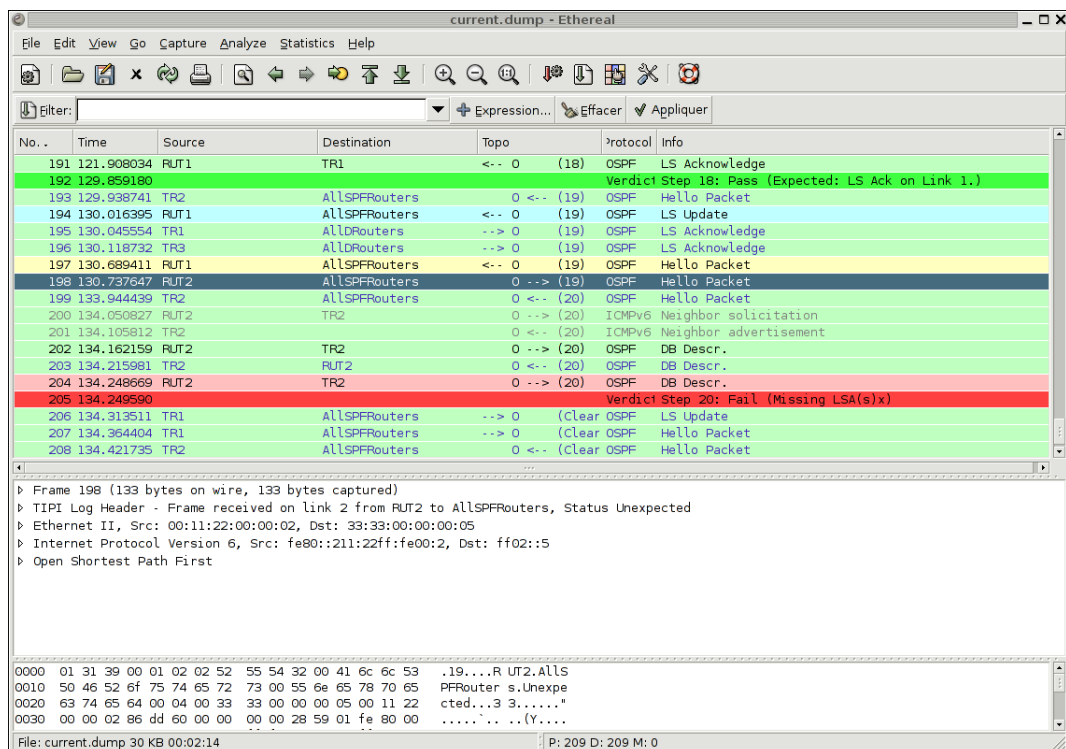 current.dump - Ethereal
File Edit View Go Capture Analyze Statistics Help
Filter: Expression... Effacer Appliquer
No. . Time Source Destination Topo Protocol Info
191 121.908034 RUT1 TR1 <-- O (18) OSPF LS Acknowledge
192 129.859180 Verdict Step 18: Pass (Expected: LS Ack on Link 1.)
193 129.938741 TR2 AllSPFRouters O <-- (19) OSPF Hello Packet
194 130.016395 RUT1 AllSPFRouters <-- O (19) OSPF LS Update
195 130.045554 TR1 AllDRouters --> O (19) OSPF LS Acknowledge
196 130.118732 TR3 AllDRouters --> O (19) OSPF LS Acknowledge
197 130.689411 RUT1 AllSPFRouters <-- O (19) OSPF Hello Packet
198 130.737647 RUT2 AllSPFRouters O --> (19) OSPF Hello Packet
199 133.944439 TR2 AllSPFRouters O <-- (20) OSPF Hello Packet
200 134.050827 RUT2 TR2 O --> (20) ICMPv6 Neighbor solicitation
201 134.105812 TR2 O <-- (20) ICMPv6 Neighbor advertisement
202 134.162159 RUT2 TR2 O --> (20) OSPF DB Descr.
203 134.215981 TR2 RUT2 O <-- (20) OSPF DB Descr.
204 134.248669 RUT2 TR2 O --> (20) OSPF DB Descr.
205 134.249590 Verdict Step 20: Fail (Missing LSA(s)x)
206 134.313511 TR1 AllSPFRouters --> O (Clear OSPF LS Update
207 134.364404 TR1 AllSPFRouters --> O (Clear OSPF Hello Packet
208 134.421735 TR2 AllSPFRouters O <-- (Clear OSPF Hello Packet
Frame 198 (133 bytes on wire, 133 bytes captured)
TIPI Log Header - Frame received on link 2 from RUT2 to AllSPFRouters, Status Unexpected
Ethernet II, Src: 00:11:22:00:00:02, Dst: 33:33:00:00:00:05
Internet Protocol Version 6, Src: fe80::211:22ff:fe00:2, Dst: ff02::5
Open Shortest Path First
0000 01 31 39 00 01 02 02 52 55 54 32 00 41 6c 6c 53 .19....R UT2.AllS
0010 50 46 52 6f 75 74 65 72 73 00 55 6e 65 78 70 65 PFRouter s.Unexpe
0020 63 74 65 64 00 04 00 33 33 00 00 00 05 00 11 22 cted...3 3......"
0030 00 00 02 86 dd 60 00 00 00 00 28 59 01 fe 80 00 .....`.. ..(Y....
File: current.dump 30 KB 00:02:14 P: 209 D: 209 M: 0